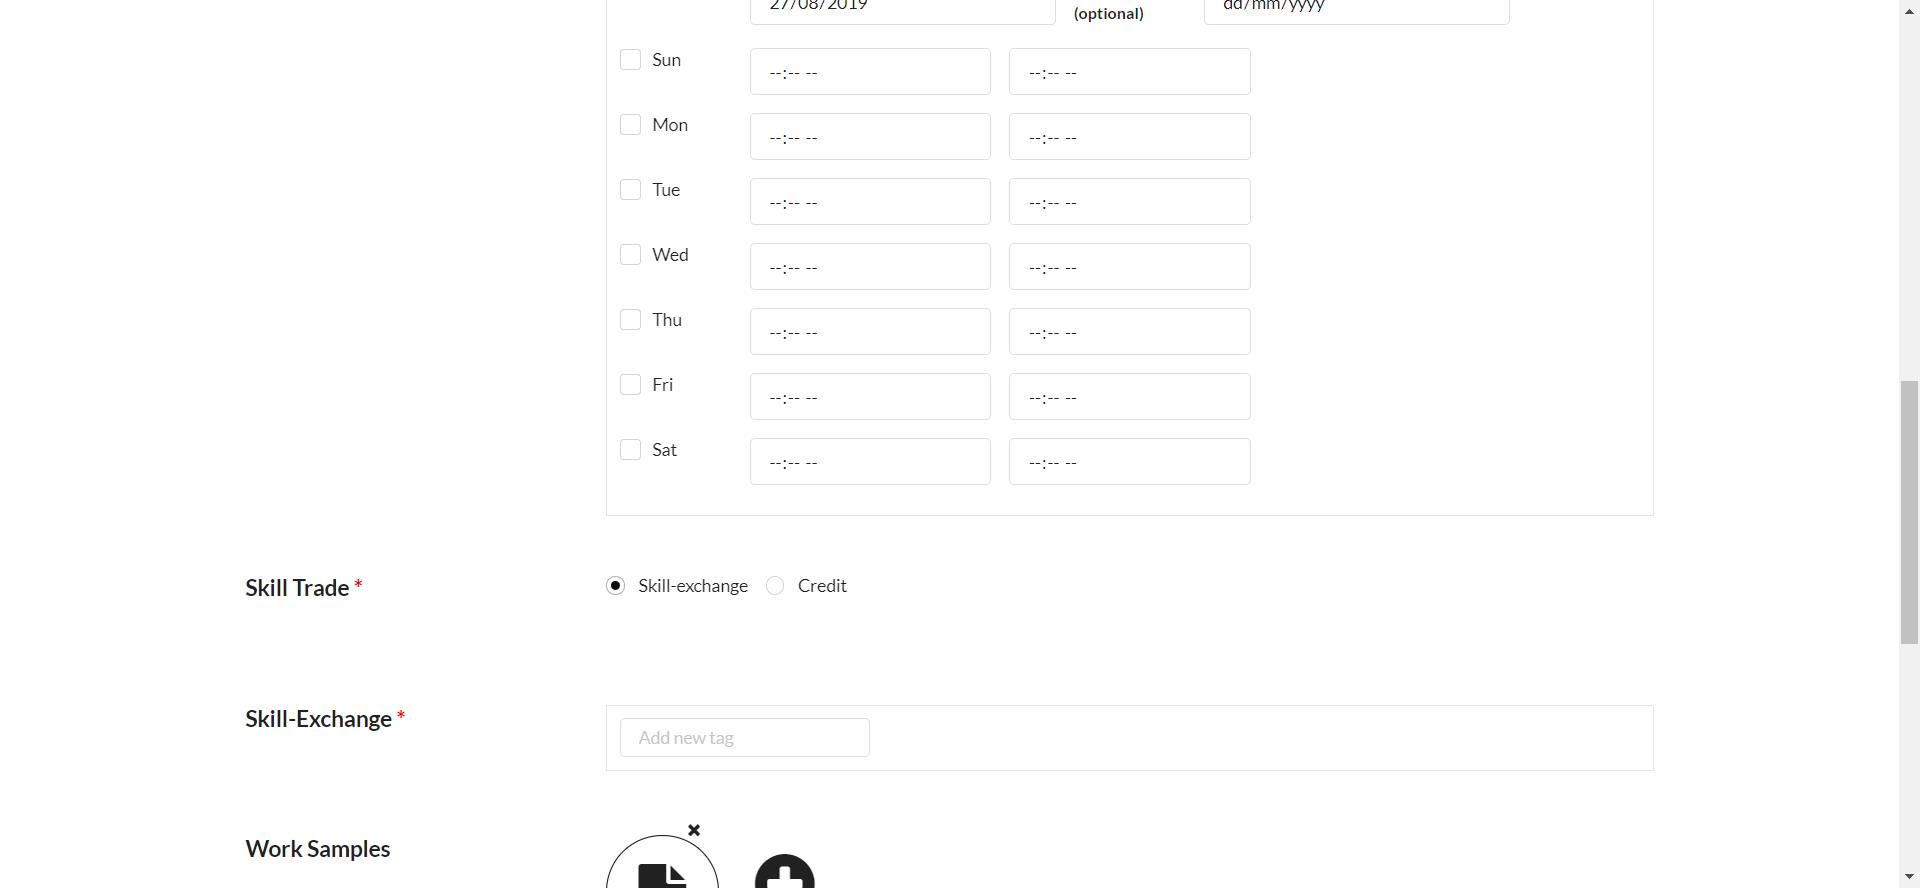 27/08/2019 (optional) dd/mm/yyyy
Sun --:-- -- --:-- --
Mon --:-- -- --:-- --
Tue --:-- -- --:-- --
Wed --:-- -- --:-- --
Thu --:-- -- --:-- --
Fri --:-- -- --:-- --
Sat --:-- -- --:-- --
Skill Trade * Skill-exchange Credit
Skill-Exchange * Add new tag
Work Samples